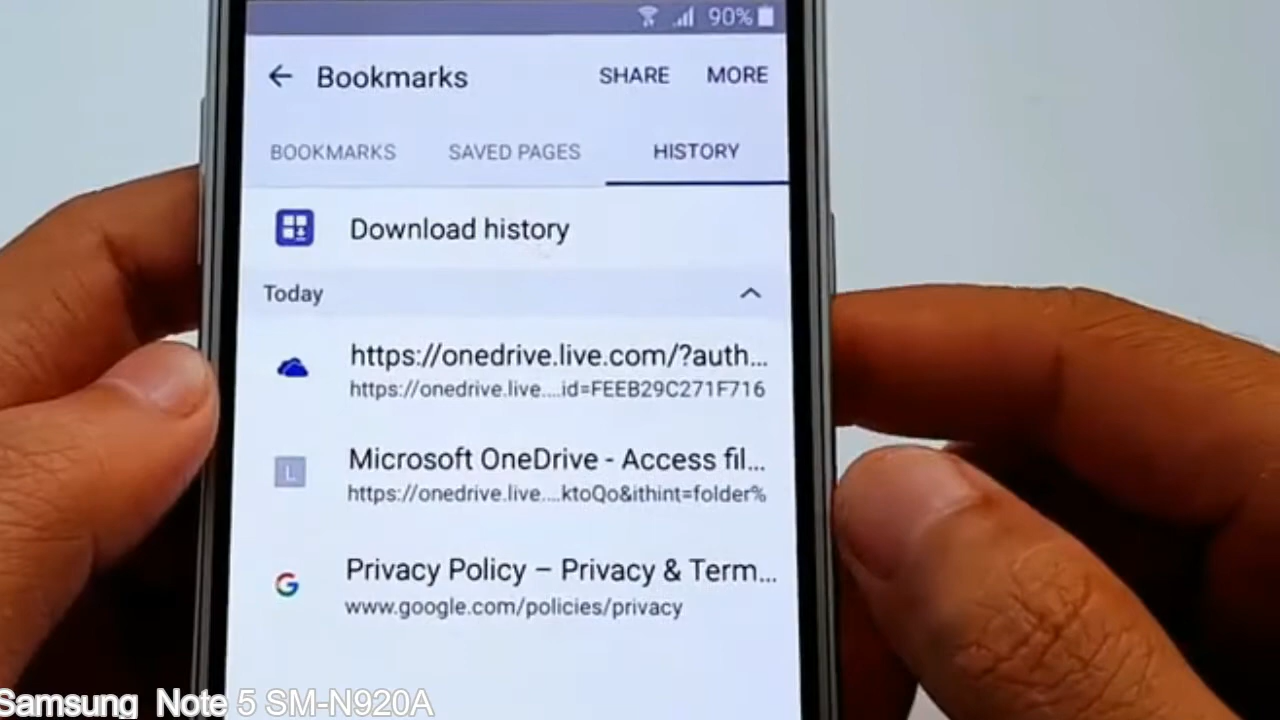 90%
Bookmarks SHARE MORE
BOOKMARKS SAVED PAGES HISTORY
Download history
Today
https://onedrive.live.com/?auth...
https://onedrive.live....id=FEEB29C271F716
L
Microsoft OneDrive - Access fil...
https://onedrive.live....ktoQo&ithint=folder%
G
Privacy Policy – Privacy & Term...
www.google.com/policies/privacy
Samsung Note 5 SM-N920A